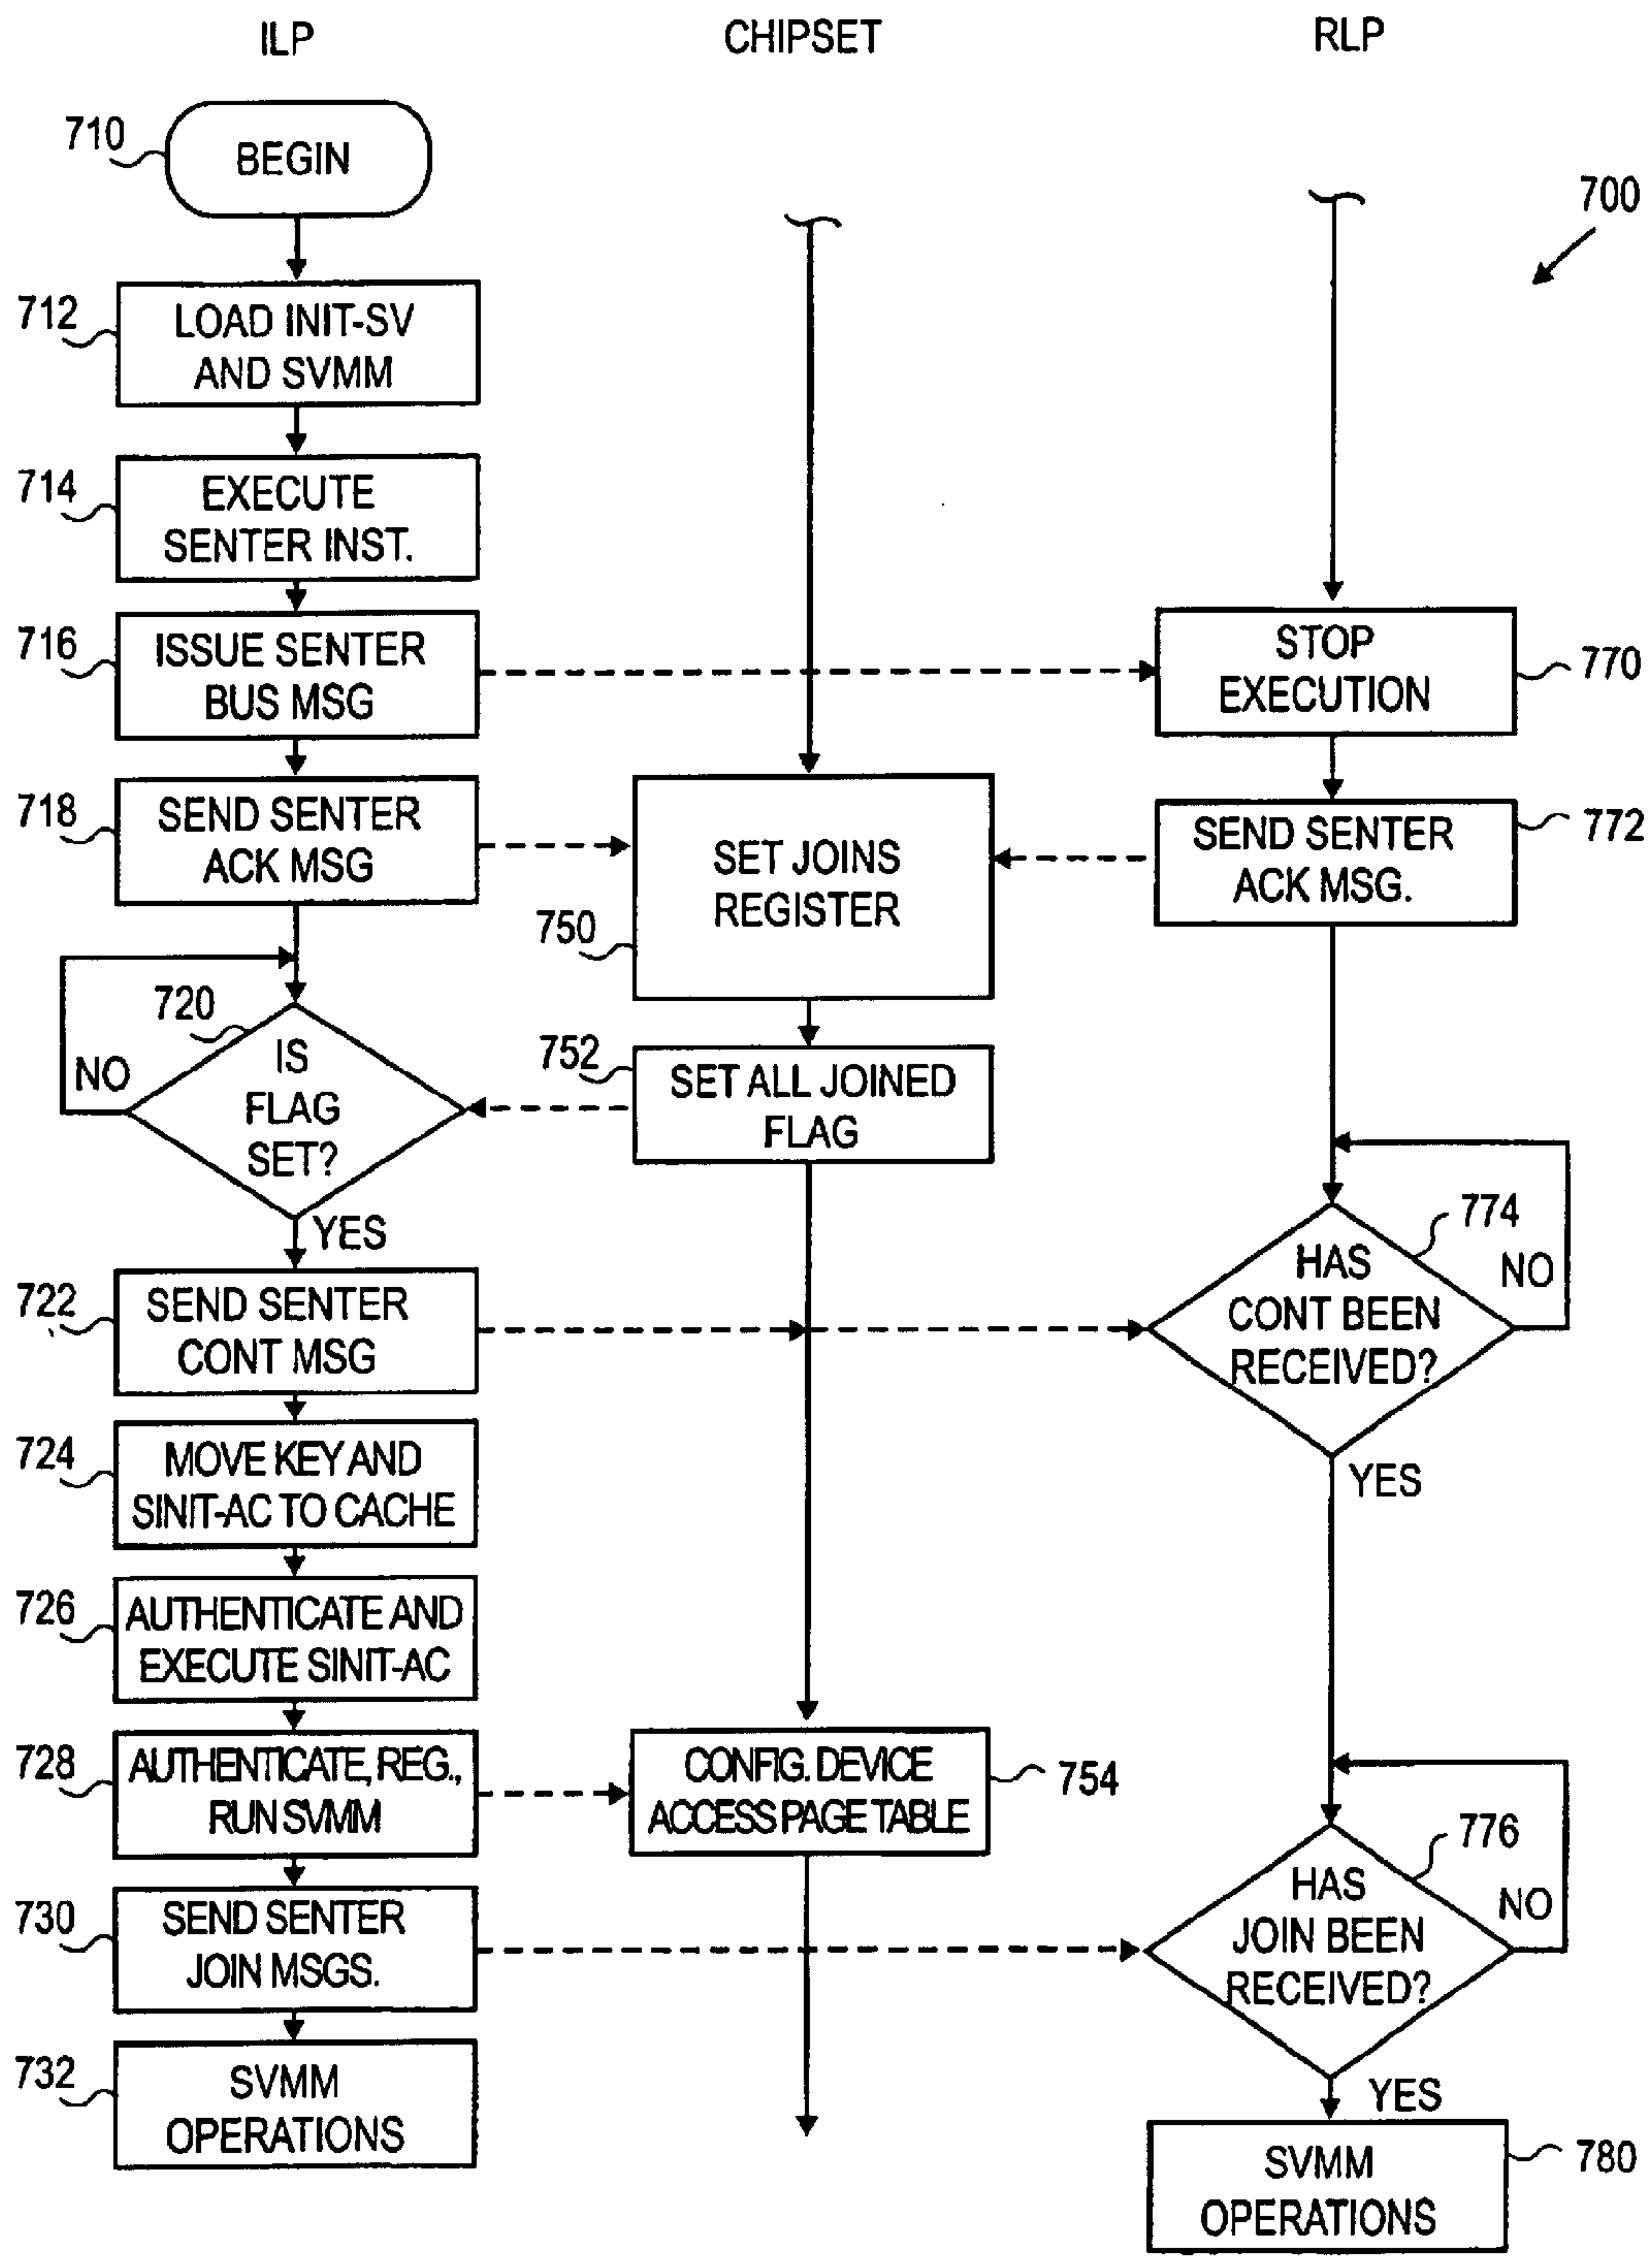 ILP
CHIPSET
RLP
700
710
BEGIN
712
LOAD INIT-SV
AND SVMM
714
EXECUTE
SENTER INST.
716
ISSUE SENTER
BUS MSG
STOP
EXECUTION
770
718
SEND SENTER
ACK MSG
SET JOINS
REGISTER
750
SEND SENTER
ACK MSG.
772
720
IS
FLAG
SET?
NO
YES
752
SET ALL JOINED
FLAG
774
HAS
CONT BEEN
RECEIVED?
NO
YES
722
SEND SENTER
CONT MSG
724
MOVE KEY AND
SINIT-AC TO CACHE
726
AUTHENTICATE AND
EXECUTE SINIT-AC
728
AUTHENTICATE, REG.,
RUN SVMM
CONFIG. DEVICE
ACCESS PAGE TABLE
754
776
HAS
JOIN BEEN
RECEIVED?
NO
YES
730
SEND SENTER
JOIN MSGS.
732
SVMM
OPERATIONS
SVMM
OPERATIONS
780